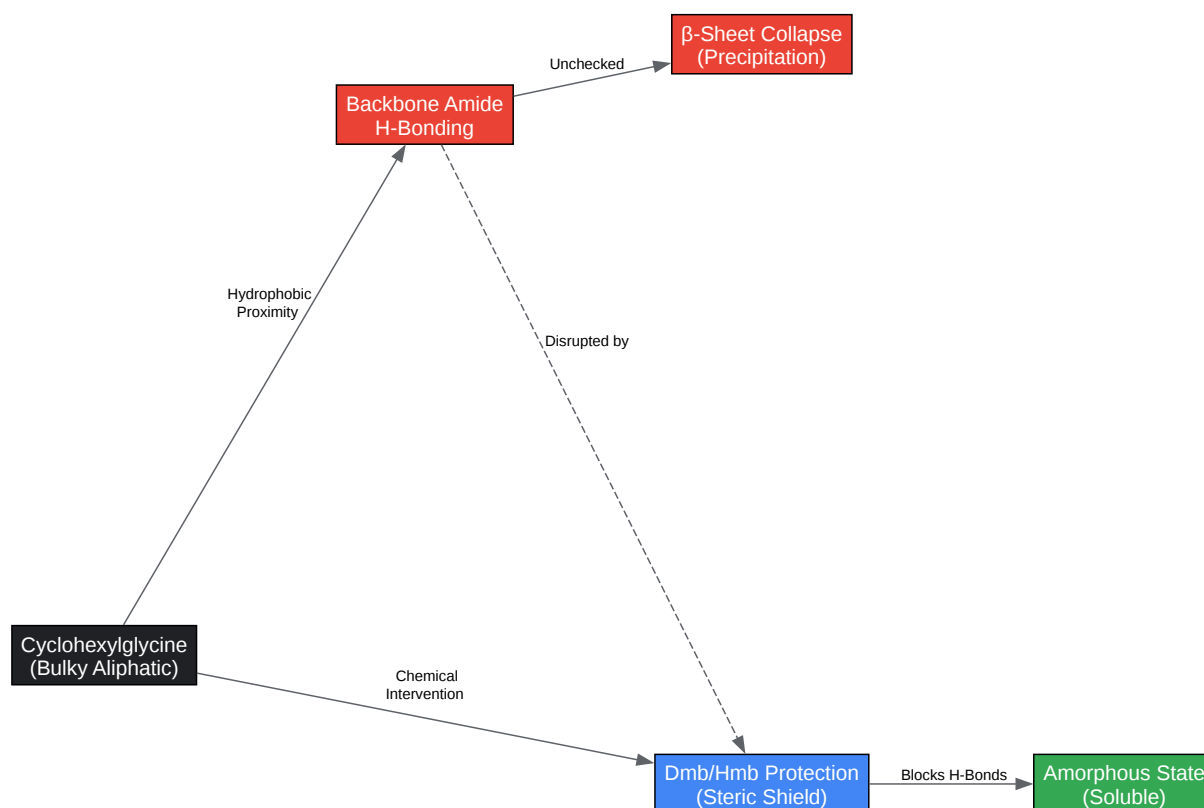 β-Sheet Collapse
(Precipitation)
Unchecked
Backbone Amide
H-Bonding
Hydrophobic
Proximity
Disrupted by
Cyclohexylglycine
(Bulky Aliphatic)
Chemical
Intervention
Dmb/Hmb Protection
(Steric Shield)
Blocks H-Bonds
Amorphous State
(Soluble)